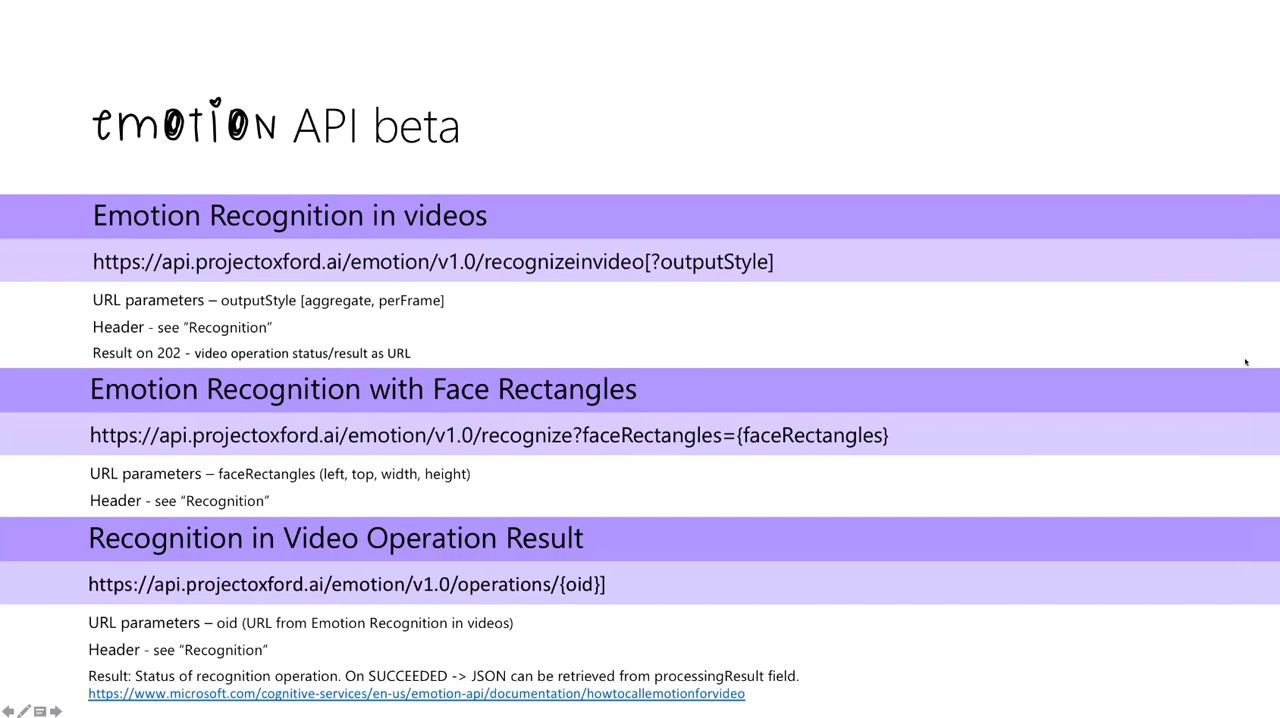 emotion API beta
Emotion Recognition in videos
https://api.projectoxford.ai/emotion/v1.0/recognizeinvideo[?outputStyle]
URL parameters – outputStyle [aggregate, perFrame]
Header - see “Recognition”
Result on 202 - video operation status/result as URL
Emotion Recognition with Face Rectangles
https://api.projectoxford.ai/emotion/v1.0/recognize?faceRectangles={faceRectangles}
URL parameters – faceRectangles (left, top, width, height)
Header - see “Recognition”
Recognition in Video Operation Result
https://api.projectoxford.ai/emotion/v1.0/operations/{oid}]
URL parameters – oid (URL from Emotion Recognition in videos)
Header - see “Recognition”
Result: Status of recognition operation. On SUCCEEDED -> JSON can be retrieved from processingResult field.
https://www.microsoft.com/cognitive-services/en-us/emotion-api/documentation/howtocallemotionforvideo